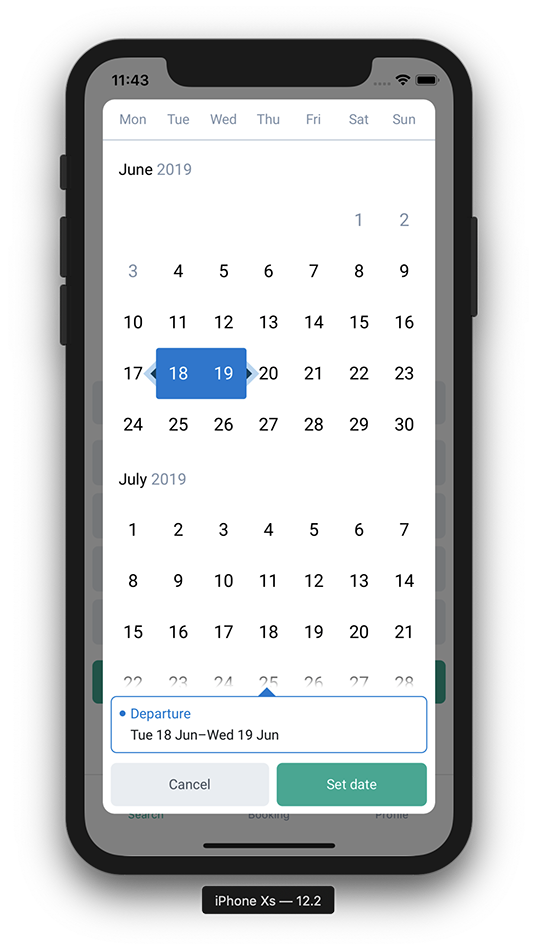 11:43
Mon Tue Wed Thu Fri Sat Sun
June 2019
1 2
3 4 5 6 7 8 9
10 11 12 13 14 15 16
17 18 19 20 21 22 23
24 25 26 27 28 29 30
July 2019
1 2 3 4 5 6 7
8 9 10 11 12 13 14
15 16 17 18 19 20 21
22 23 24 25 26 27 28
Departure
Tue 18 Jun–Wed 19 Jun
Cancel Set date
Search Booking Profile
iPhone Xs — 12.2